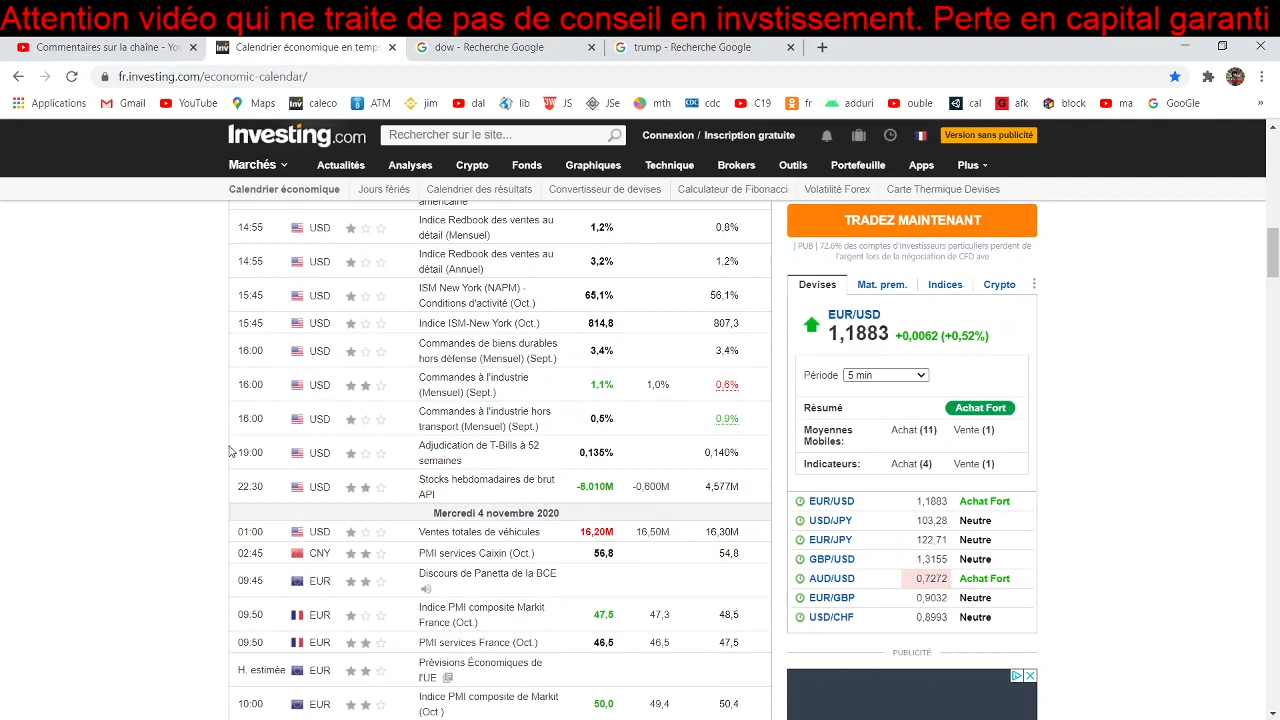 Attention vidéo qui ne traite de pas de conseil en invstissement. Perte en capital garanti
Commentaires sur la chaîne - You
Calendrier économique en temps
dow - Recherche Google
trump - Recherche Google
fr.investing.com/economic-calendar/
Applications Gmail YouTube Maps caleco ATM jim dal lib JS JSe mth cdc C19 fr adduri ouble cal afk block ma GooGle »
Investing.com Rechercher sur le site... Connexion / Inscription gratuite Version sans publicité
Marchés Actualités Analyses Crypto Fonds Graphiques Technique Brokers Outils Portefeuille Apps Plus
Calendrier économique Jours fériés Calendrier des résultats Convertisseur de devises Calculateur de Fibonacci Volatilité Forex Carte Thermique Devises
américaine
14:55 USD Indice Redbook des ventes au
détail (Mensuel) 1,2% 0,8%
14:55 USD Indice Redbook des ventes au
détail (Annuel) 3,2% 1,2%
15:45 USD ISM New York (NAPM) -
Conditions d'activité (Oct.) 65,1% 56,1%
15:45 USD Indice ISM-New York (Oct.) 814,8 807,3
16:00 USD Commandes de biens durables
hors défense (Mensuel) (Sept.) 3,4% 3,4%
16:00 USD Commandes à l'industrie
(Mensuel) (Sept.) 1,1% 1,0% 0,6%
16:00 USD Commandes à l'industrie hors
transport (Mensuel) (Sept.) 0,5% 0,9%
19:00 USD Adjudication de T-Bills à 52
semaines 0,135% 0,140%
22:30 USD Stocks hebdomadaires de brut
API -8,010M -0,600M 4,577M
Mercredi 4 novembre 2020
01:00 USD Ventes totales de véhicules 16,20M 16,50M 16,30M
02:45 CNY PMI services Caixin (Oct.) 56,8 54,8
09:45 EUR Discours de Panetta de la BCE
09:50 EUR Indice PMI composite Markit
France (Oct.) 47,5 47,3 48,5
09:50 EUR PMI services France (Oct.) 46,5 46,5 47,5
H. estimée EUR Prévisions Économiques de
l'UE
10:00 EUR Indice PMI composite de Markit
(Oct.) 50,0 49,4 50,4
TRADEZ MAINTENANT
| PUB | 72.6% des comptes d'investisseurs particuliers perdent de
l'argent lors de la négociation de CFD ave
Devises Mat. prem. Indices Crypto
EUR/USD
1,1883 +0,0062 (+0,52%)
Période 5 min
Résumé Achat Fort
Moyennes
Mobiles: Achat (11) Vente (1)
Indicateurs: Achat (4) Vente (1)
EUR/USD 1,1883 Achat Fort
USD/JPY 103,28 Neutre
EUR/JPY 122,71 Neutre
GBP/USD 1,3155 Neutre
AUD/USD 0,7272 Achat Fort
EUR/GBP 0,9032 Neutre
USD/CHF 0,8993 Neutre
PUBLICITÉ